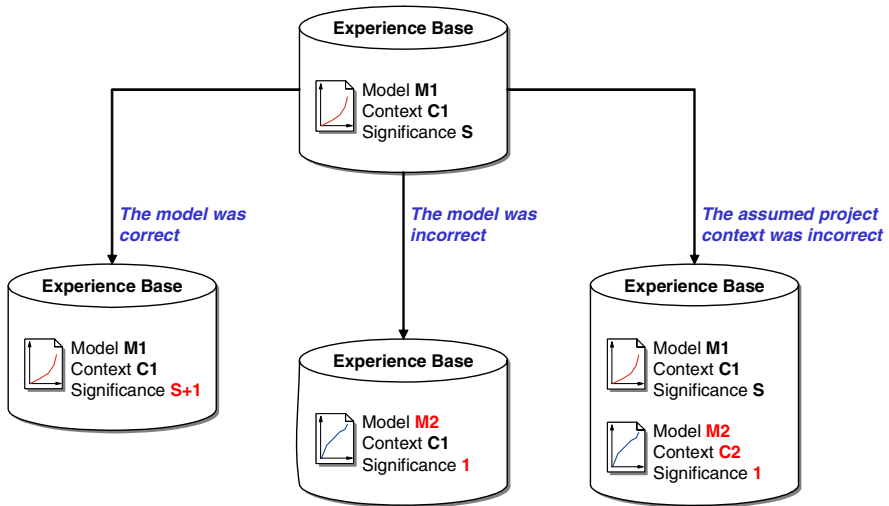 Experience Base
Model M1
Context C1
Significance S
The model was
correct
The model was
incorrect
The assumed project
context was incorrect
Experience Base
Model M1
Context C1
Significance S+1
Experience Base
Model M2
Context C1
Significance 1
Experience Base
Model M1
Context C1
Significance S
Model M2
Context C2
Significance 1